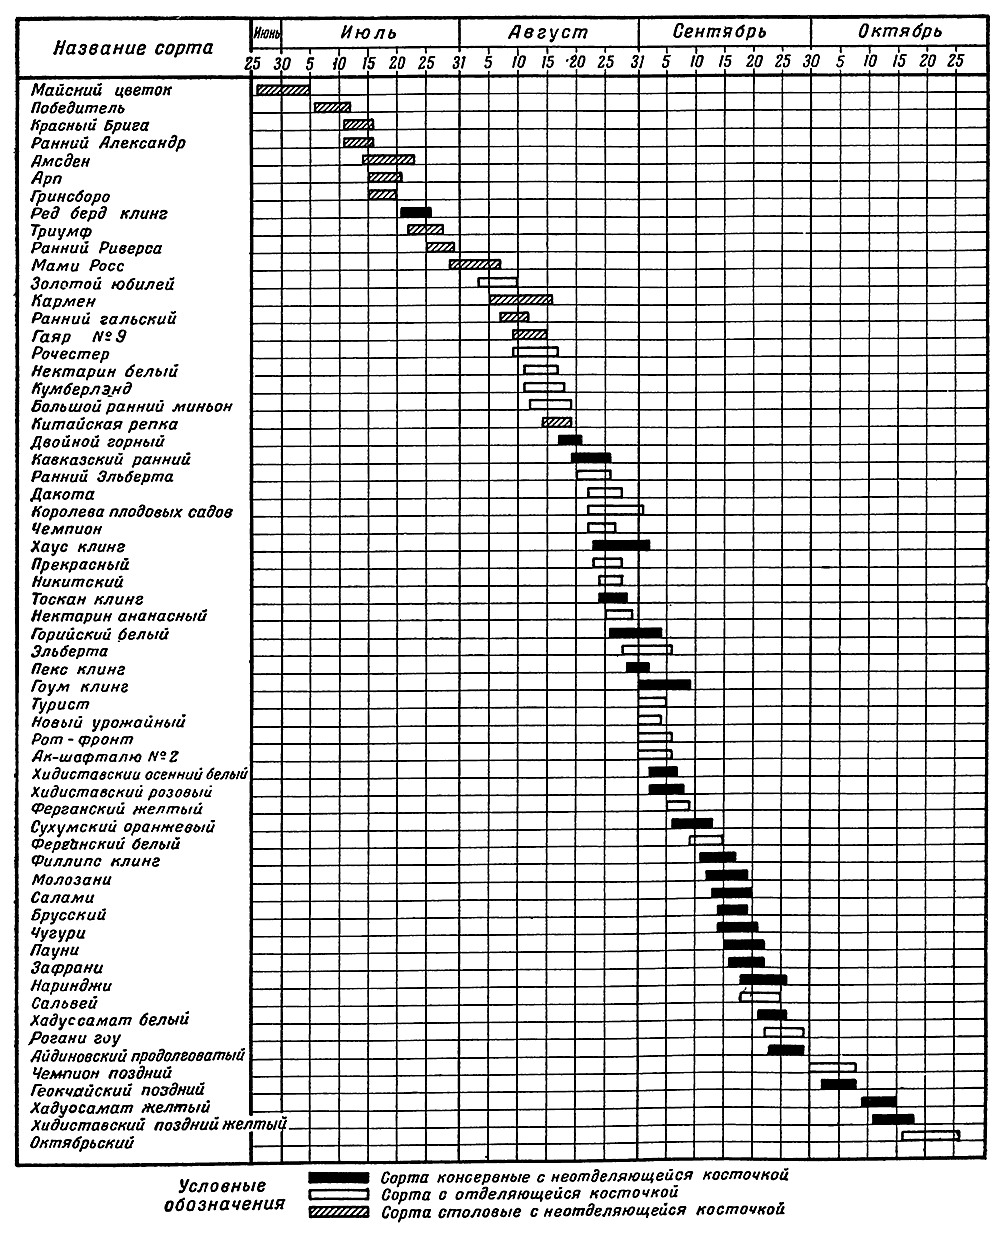 Название сорта
Июнь Июль Август Сентябрь Октябрь
25 30 5 10 15 20 25 31 5 10 15 20 25 31 5 10 15 20 25 30 5 10 15 20 25
Майский цветок
Победитель
Красный Брига
Ранний Александр
Амсден
Арп
Гринсборо
Ред берд клинг
Триумф
Ранний Риверса
Мами Росс
Золотой юбилей
Кармен
Ранний гальский
Гаяр №9
Рочестер
Нектарин белый
Кумберлэнд
Большой ранний миньон
Китайская репка
Двойной горный
Кавказский ранний
Ранний Эльберта
Дакота
Королева плодовых садов
Чемпион
Хаус клинг
Прекрасный
Никитский
Тоскан клинг
Нектарин ананасный
Горийский белый
Эльберта
Пекс клинг
Гоум клинг
Турист
Новый урожайный
Рот-фронт
Ак-шафталю №2
Хидиставский осенний белый
Хидиставский розовый
Ферганский желтый
Сухумский оранжевый
Ферганский белый
Филлипс клинг
Молозани
Салами
Брусский
Чугури
Пауни
Зафрани
Наринджи
Сальвей
Хадуссамат белый
Рогани гоу
Айдиновский продолговатый
Чемпион поздний
Геокчайский поздний
Хадусамат желтый
Хидиставский поздний желтый
Октябрьский
Условные обозначения
Сорта консервные с неотделяющейся косточкой
Сорта с отделяющейся косточкой
Сорта столовые с неотделяющейся косточкой